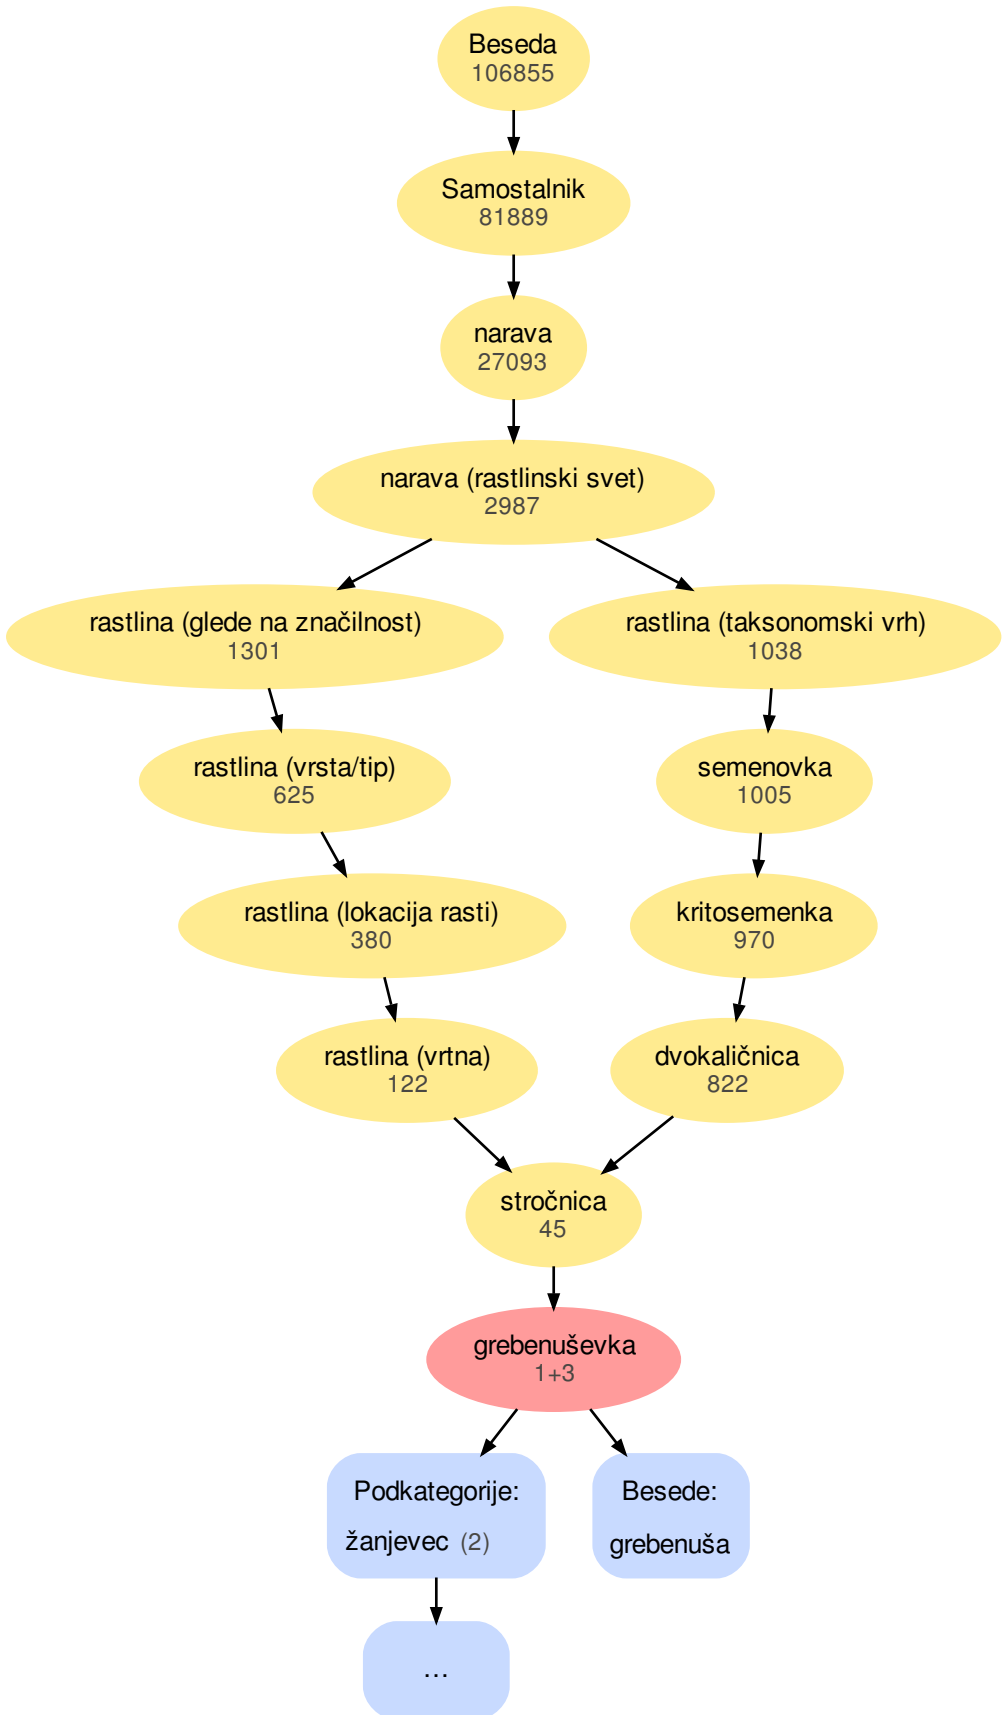 Beseda
106855
Samostalnik
81889
narava
27093
narava (rastlinski svet)
2987
rastlina (glede na značilnost)
1301
rastlina (taksonomski vrh)
1038
rastlina (vrsta/tip)
625
semenovka
1005
rastlina (lokacija rasti)
380
kritosemenka
970
rastlina (vrtna)
122
dvokaličnica
822
stročnica
45
grebenuševka
1+3
Podkategorije:
žanjevec (2)
Besede:
grebenuša
...